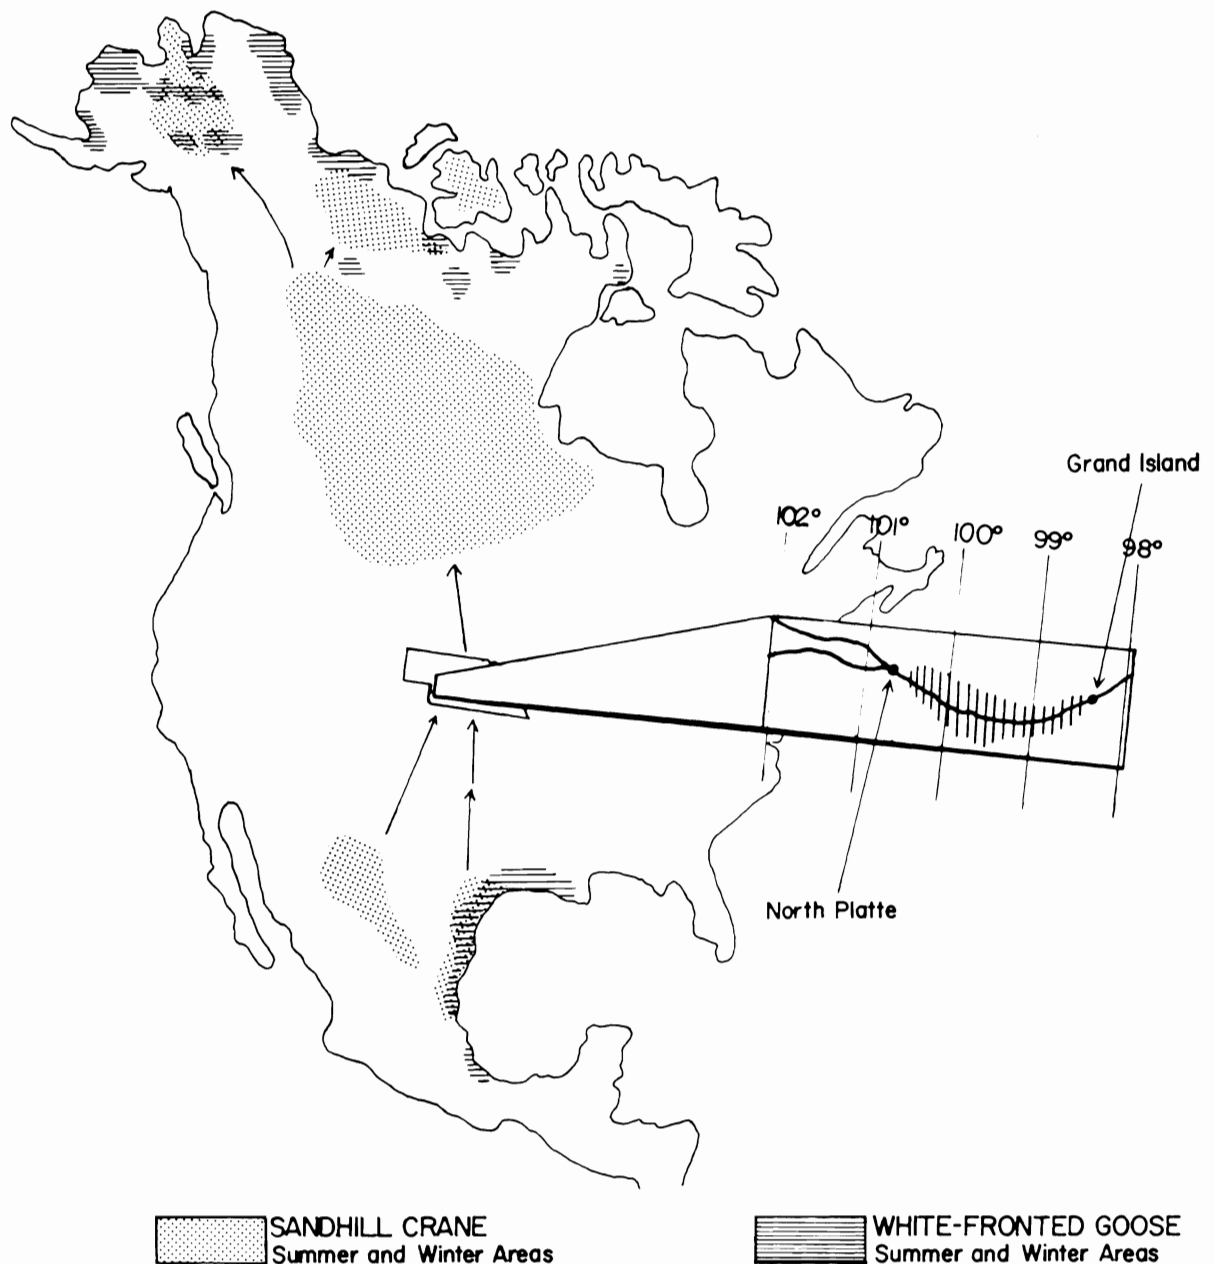 Grand Island
102°
101°
100°
99°
98°
North Platte
SANDHILL CRANE
Summer and Winter Areas
WHITE-FRONTED GOOSE
Summer and Winter Areas